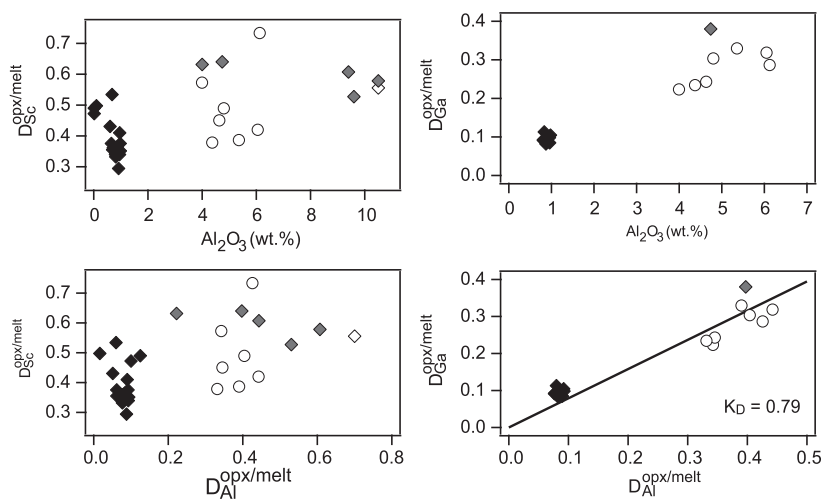 D_Sc^opx/melt
0.7
0.6
0.5
0.4
0.3
0 2 4 6 8 10
Al₂O₃ (wt.%)
D_Ga^opx/melt
0.4
0.3
0.2
0.1
0.0
0 1 2 3 4 5 6 7
Al₂O₃ (wt.%)
D_Sc^opx/melt
0.7
0.6
0.5
0.4
0.3
0.0 0.2 0.4 0.6 0.8
D_Al^opx/melt
D_Ga^opx/melt
0.4
0.3
0.2
0.1
0.0
K_D = 0.79
0.0 0.1 0.2 0.3 0.4 0.5
D_Al^opx/melt